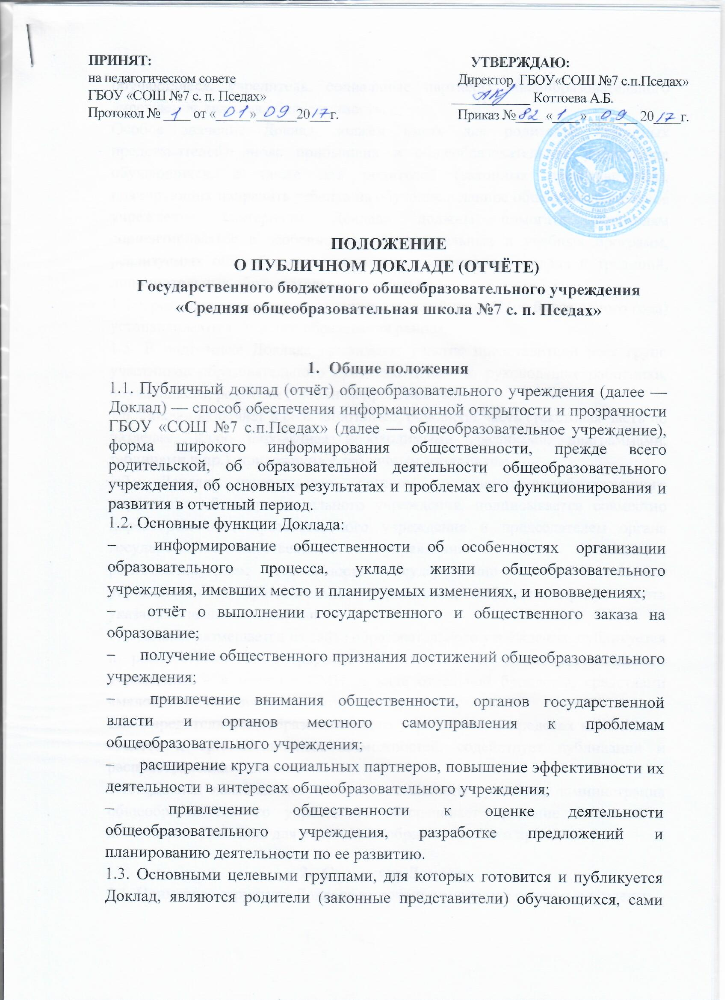 ПРИНЯТ:
на педагогическом совете
ГБОУ «СОШ №7 с. п. Пседах»
Протокол № 1 от «01» 09 2017г.
УТВЕРЖДАЮ:
Директор ГБОУ«СОШ №7 с.п.Пседах»
Коттоева А.Б.
Приказ № 82 «1» 09 2017 г.
РОССИЙСКАЯ ФЕДЕРАЦИЯ • РЕСПУБЛИКА ИНГУШЕТИЯ
ПОЛОЖЕНИЕ
О ПУБЛИЧНОМ ДОКЛАДЕ (ОТЧЁТЕ)
Государственного бюджетного общеобразовательного учреждения
«Средняя общеобразовательная школа №7 с. п. Пседах»
1. Общие положения
1.1. Публичный доклад (отчёт) общеобразовательного учреждения (далее —
Доклад) — способ обеспечения информационной открытости и прозрачности
ГБОУ «СОШ №7 с.п.Пседах» (далее — общеобразовательное учреждение),
форма широкого информирования общественности, прежде всего
родительской, об образовательной деятельности общеобразовательного
учреждения, об основных результатах и проблемах его функционирования и
развития в отчетный период.
1.2. Основные функции Доклада:
– информирование общественности об особенностях организации
образовательного процесса, укладе жизни общеобразовательного
учреждения, имевших место и планируемых изменениях, и нововведениях;
– отчёт о выполнении государственного и общественного заказа на
образование;
– получение общественного признания достижений общеобразовательного
учреждения;
– привлечение внимания общественности, органов государственной
власти и органов местного самоуправления к проблемам
общеобразовательного учреждения;
– расширение круга социальных партнеров, повышение эффективности их
деятельности в интересах общеобразовательного учреждения;
– привлечение общественности к оценке деятельности
общеобразовательного учреждения, разработке предложений и
планированию деятельности по ее развитию.
1.3. Основными целевыми группами, для которых готовится и публикуется
Доклад, являются родители (законные представители) обучающихся, сами